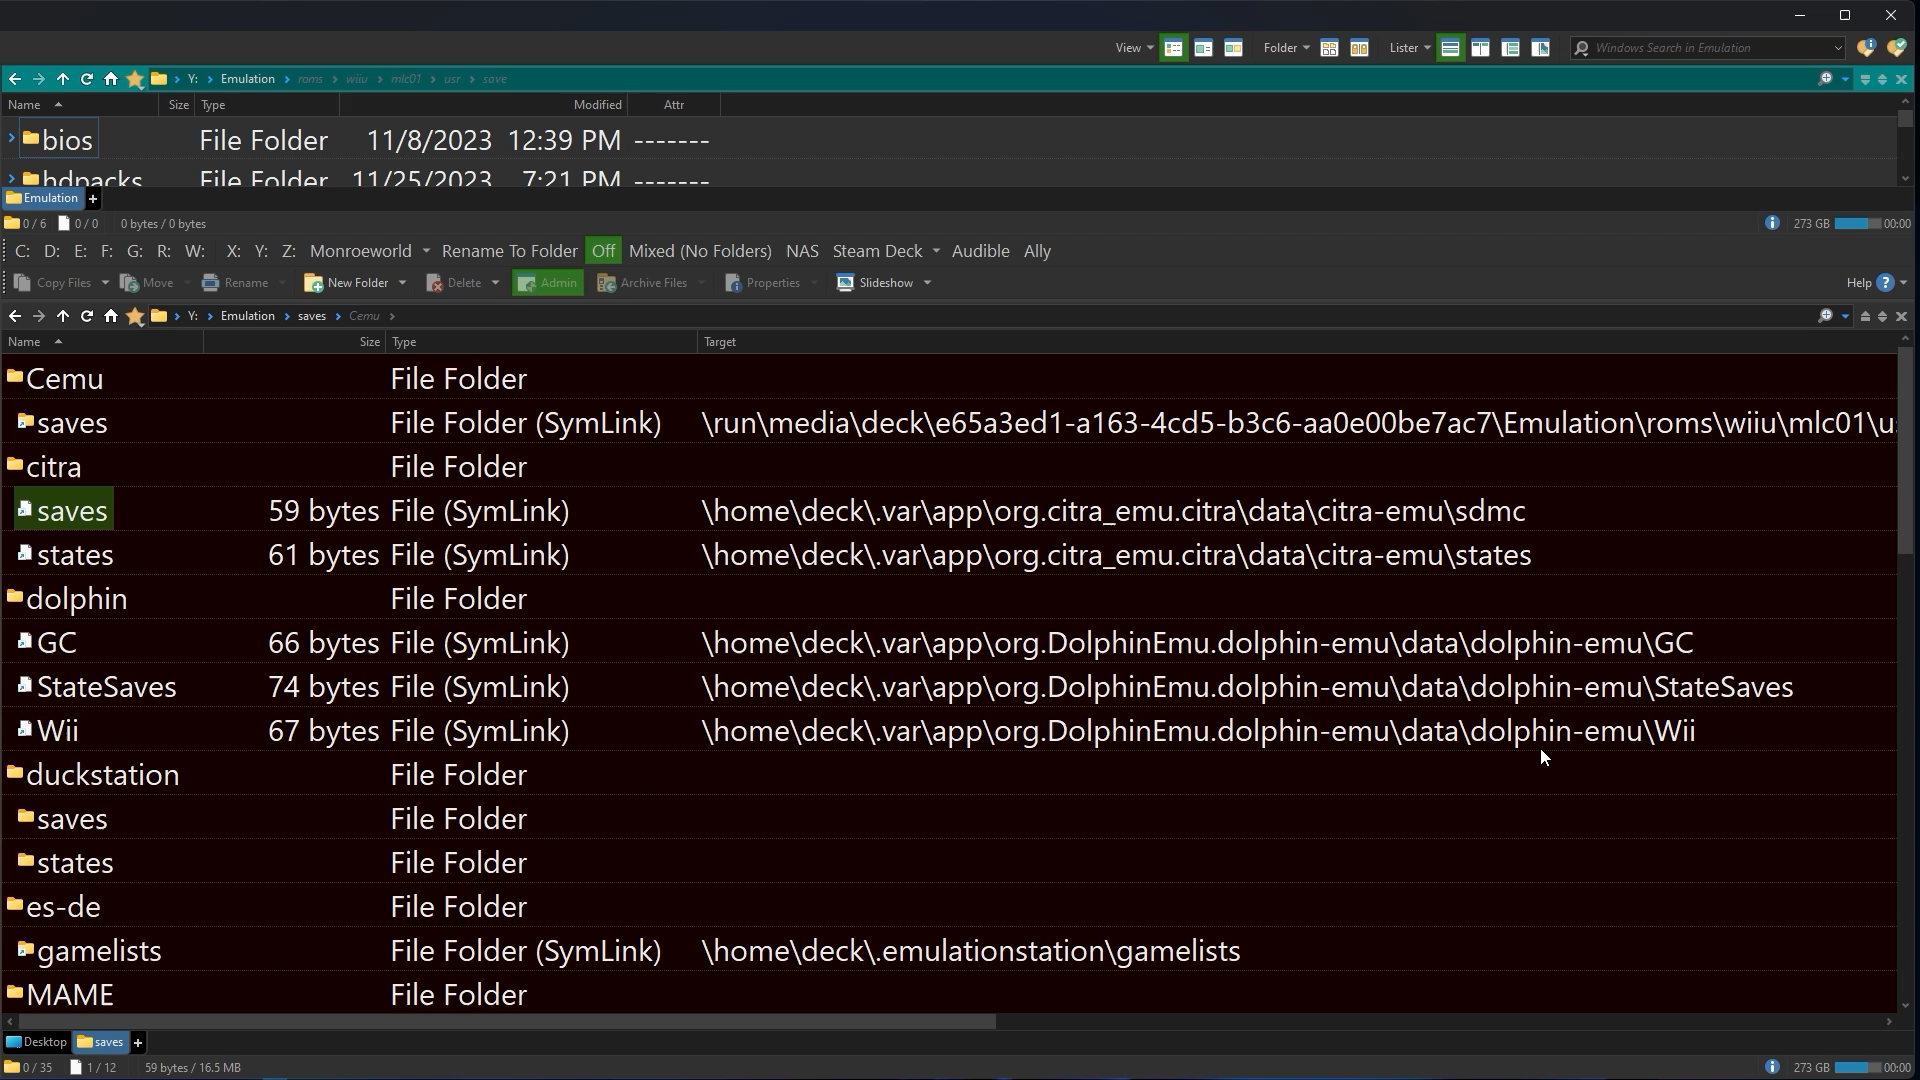 View Folder Lister Windows Search in Emulation
Y: Emulation roms wiiu mlc01 usr save
Name Size Type Modified Attr
bios File Folder 11/8/2023 12:39 PM -------
hdpacks File Folder 11/25/2023 7:21 PM -------
Emulation +
0 / 6 0 / 0 0 bytes / 0 bytes 273 GB 00:00
C: D: E: F: G: R: W: X: Y: Z: Monroeworld Rename To Folder Off Mixed (No Folders) NAS Steam Deck Audible Ally
Copy Files Move Rename New Folder Delete Admin Archive Files Properties Slideshow Help
Y: Emulation saves Cemu
Name Size Type Target
Cemu File Folder
saves File Folder (SymLink) \run\media\deck\e65a3ed1-a163-4cd5-b3c6-aa0e00be7ac7\Emulation\roms\wiiu\mlc01\u
citra File Folder
saves 59 bytes File (SymLink) \home\deck\.var\app\org.citra_emu.citra\data\citra-emu\sdmc
states 61 bytes File (SymLink) \home\deck\.var\app\org.citra_emu.citra\data\citra-emu\states
dolphin File Folder
GC 66 bytes File (SymLink) \home\deck\.var\app\org.DolphinEmu.dolphin-emu\data\dolphin-emu\GC
StateSaves 74 bytes File (SymLink) \home\deck\.var\app\org.DolphinEmu.dolphin-emu\data\dolphin-emu\StateSaves
Wii 67 bytes File (SymLink) \home\deck\.var\app\org.DolphinEmu.dolphin-emu\data\dolphin-emu\Wii
duckstation File Folder
saves File Folder
states File Folder
es-de File Folder
gamelists File Folder (SymLink) \home\deck\.emulationstation\gamelists
MAME File Folder
Desktop saves +
0 / 35 1 / 12 59 bytes / 16.5 MB 273 GB 00:00